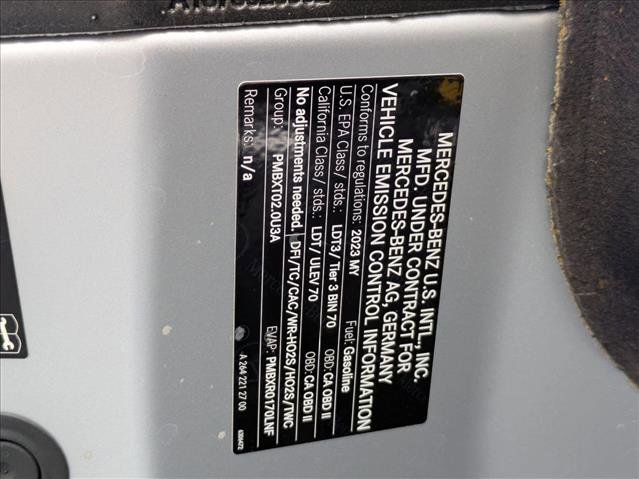 MERCEDES-BENZ U.S. INTL., INC.
MFD. UNDER CONTRACT FOR
MERCEDES-BENZ AG, GERMANY
VEHICLE EMISSION CONTROL INFORMATION
Conforms to regulations: 2023 MY Fuel: Gasoline
U.S. EPA Class/ stds.: LDT3/ Tier 3 BIN 70 OBD: CA OBD II
California Class/ stds.: LDT/ ULEV 70 OBD: CA OBD II
No adjustments needed. DFI/TC/CAC/WR-HO2S/HO2S/TWC
Group: PMBXT02.0U3A EVAP: PMBXR0170LNF
Remarks: n/a
A 264 221 27 00